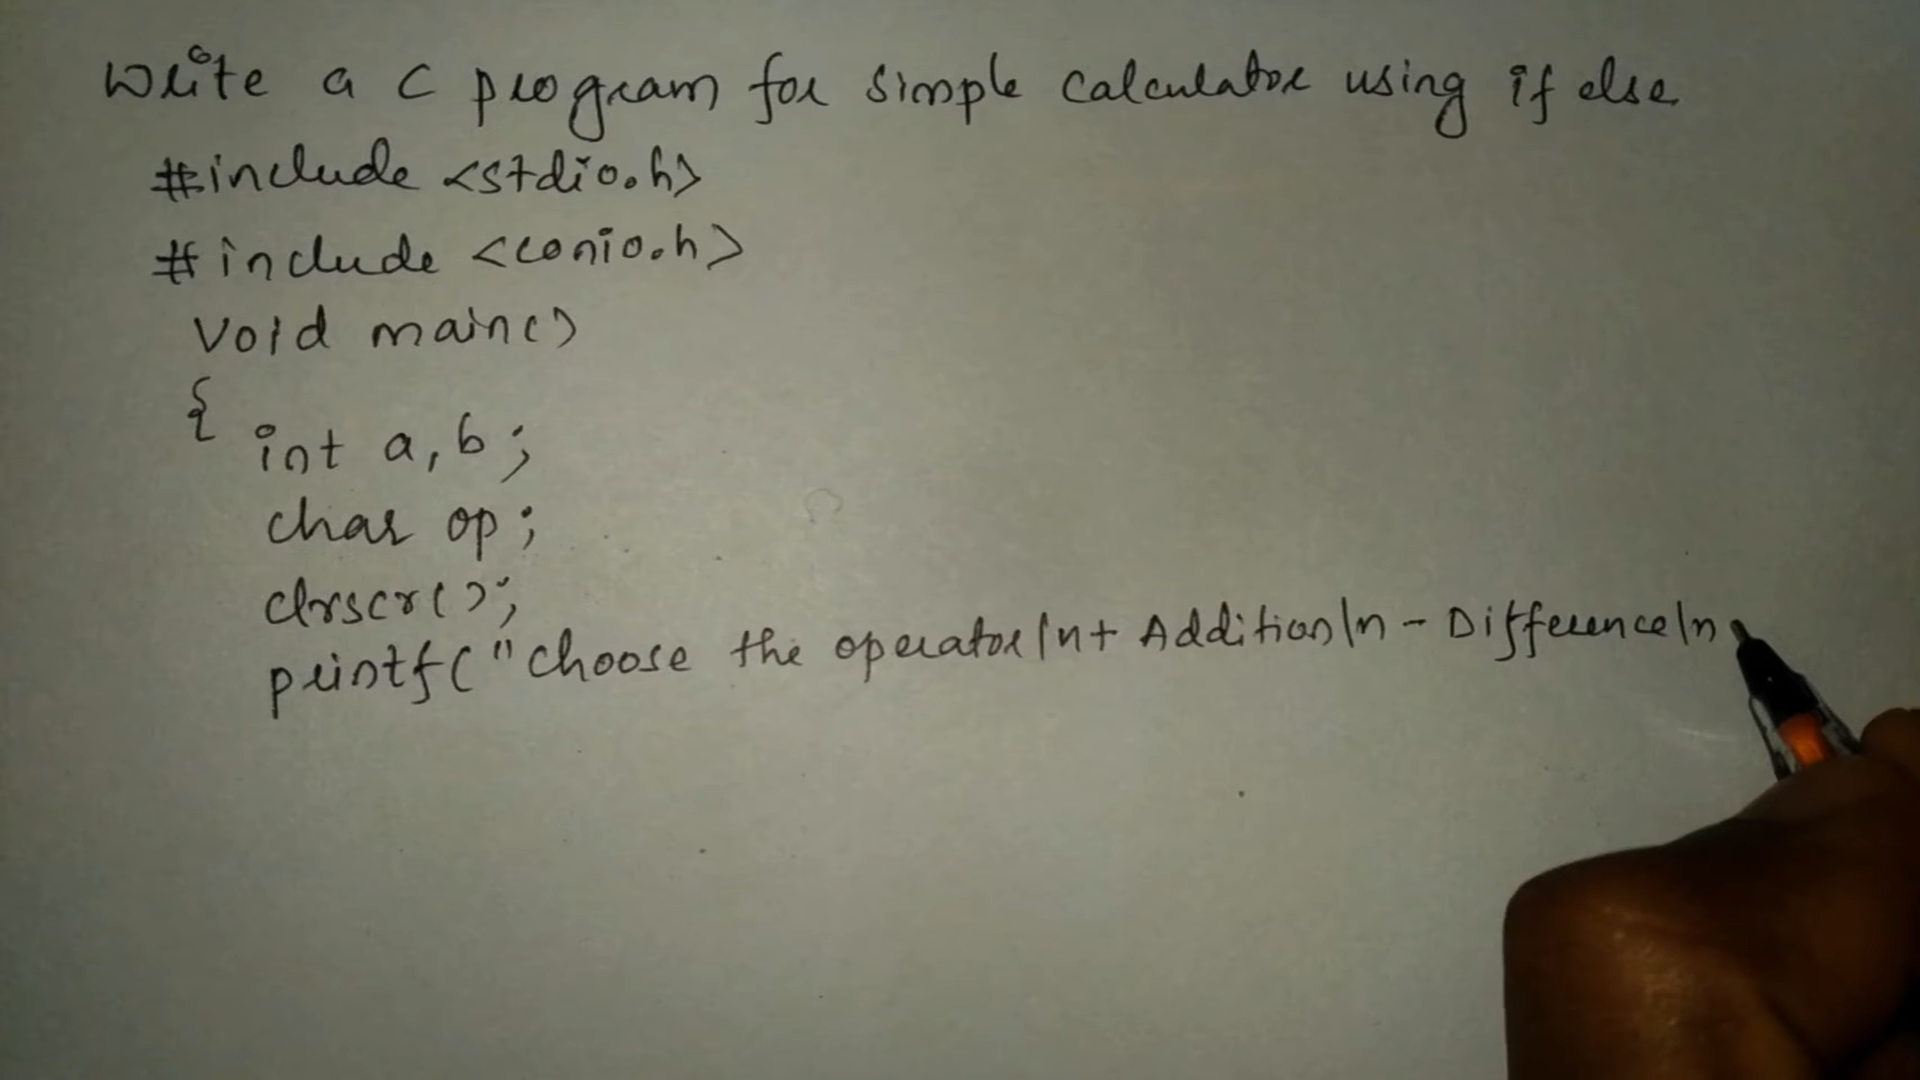 Write a C program for simple calculator using if else
#include <stdio.h>
#include <conio.h>
void main()
{
int a,b;
char op;
clrscr();
printf("choose the operator\n+ Addition\n - Difference\n